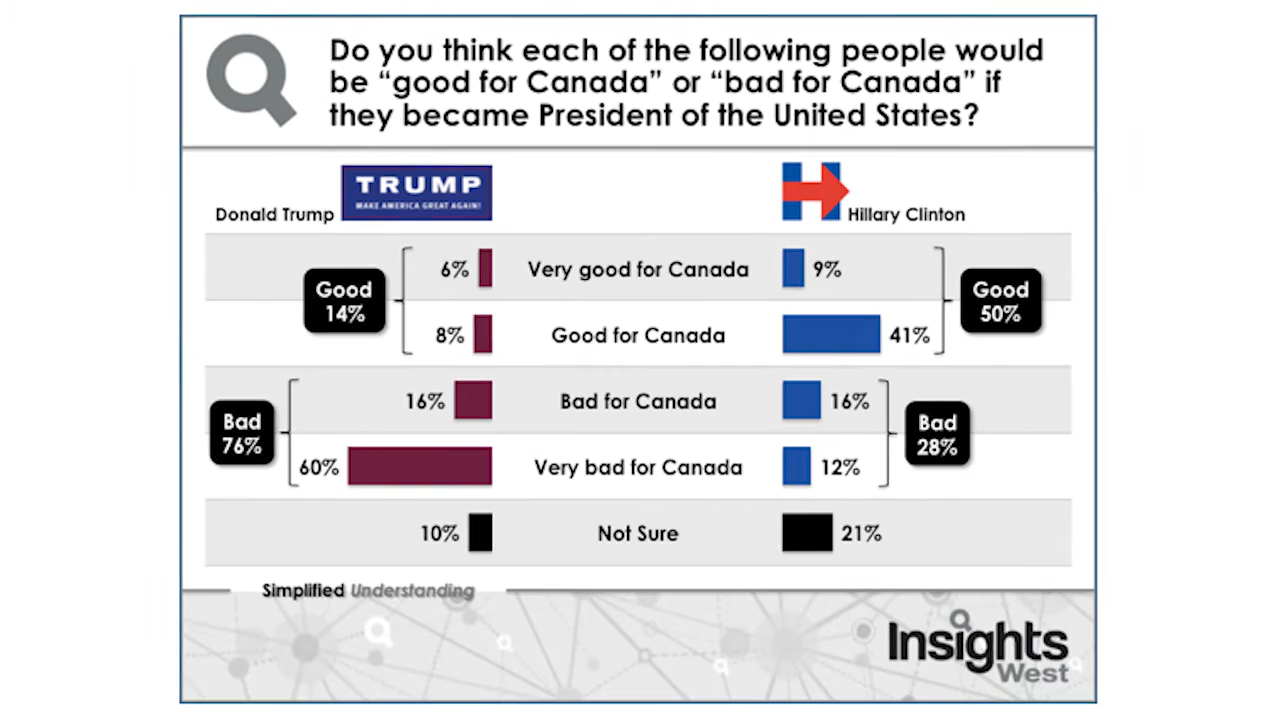 Do you think each of the following people would
be “good for Canada” or “bad for Canada” if
they became President of the United States?
TRUMP
MAKE AMERICA GREAT AGAIN!
Donald Trump
H
Hillary Clinton
6% Very good for Canada 9%
Good
14%
Good
50%
8% Good for Canada 41%
16% Bad for Canada 16%
Bad
76%
Bad
28%
60% Very bad for Canada 12%
10% Not Sure 21%
Simplified Understanding
Insights
West